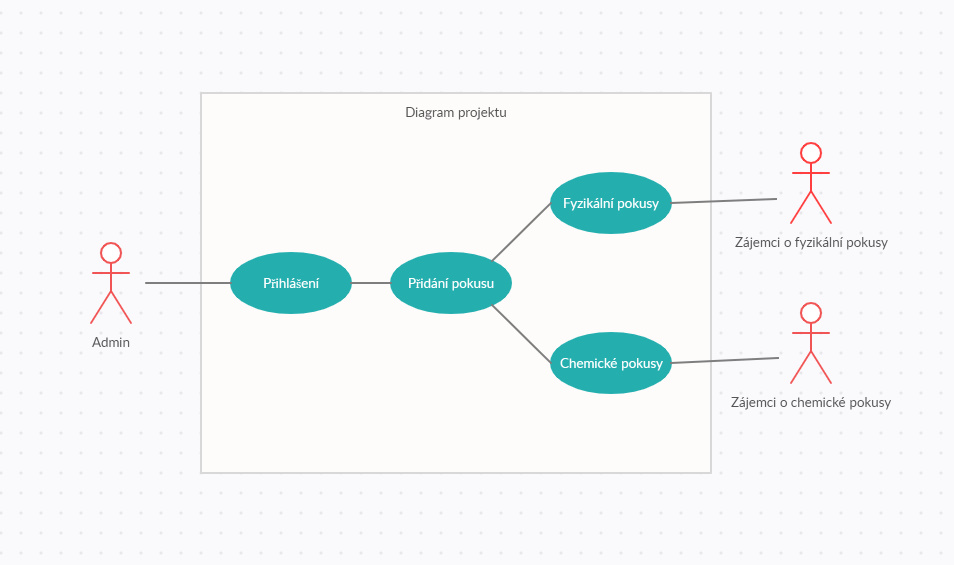 Diagram projektu
Fyzikální pokusy
Zájemci o fyzikální pokusy
Přihlášení
Přidání pokusu
Admin
Chemické pokusy
Zájemci o chemické pokusy